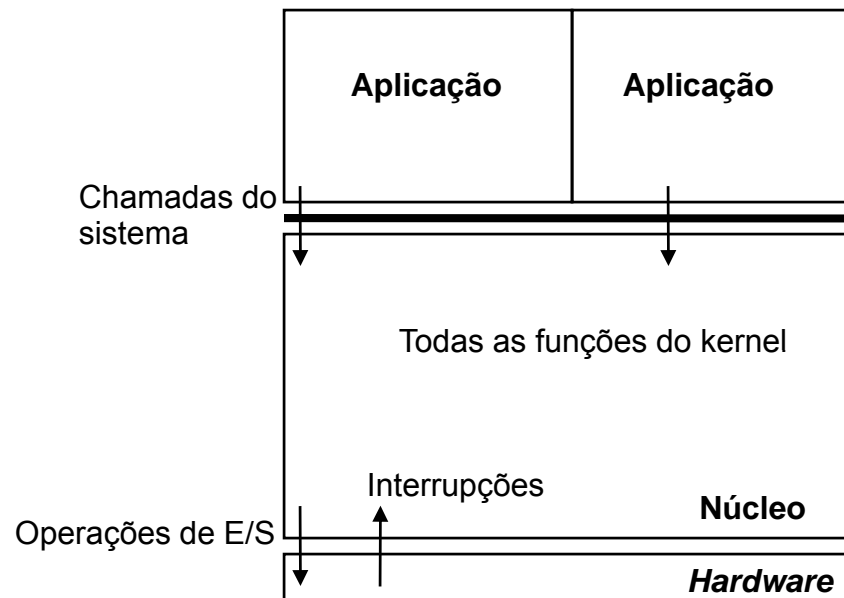 Aplicação
Aplicação
Chamadas do
sistema
Todas as funções do kernel
Interrupções
Núcleo
Operações de E/S
Hardware